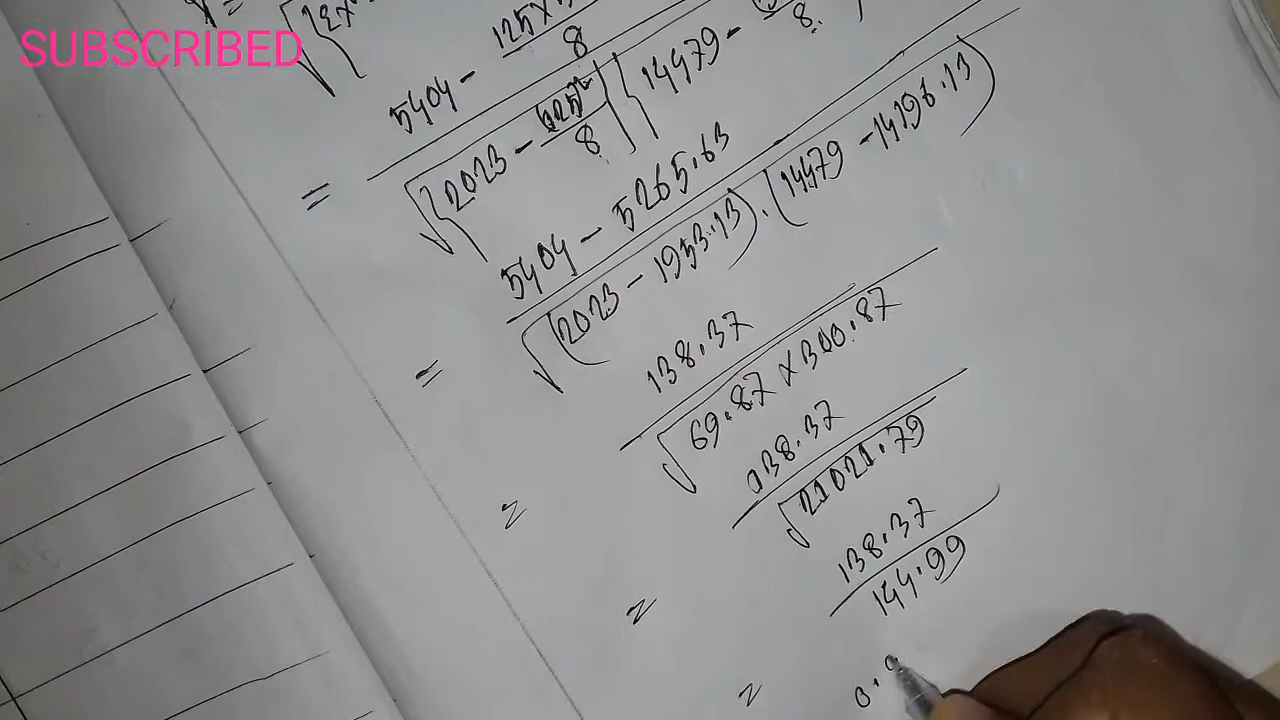 SUBSCRIBED
5404 - 125×
8
= √{2023 - 625²/8}{14479 -
8
5404 - 5265.63
= √(2023 - 1953.13).(14479 - 14196.13)
138.37
= √69.87 × 300.87
138.37
= √21021.79
138.37
= 144.99
= 0.9